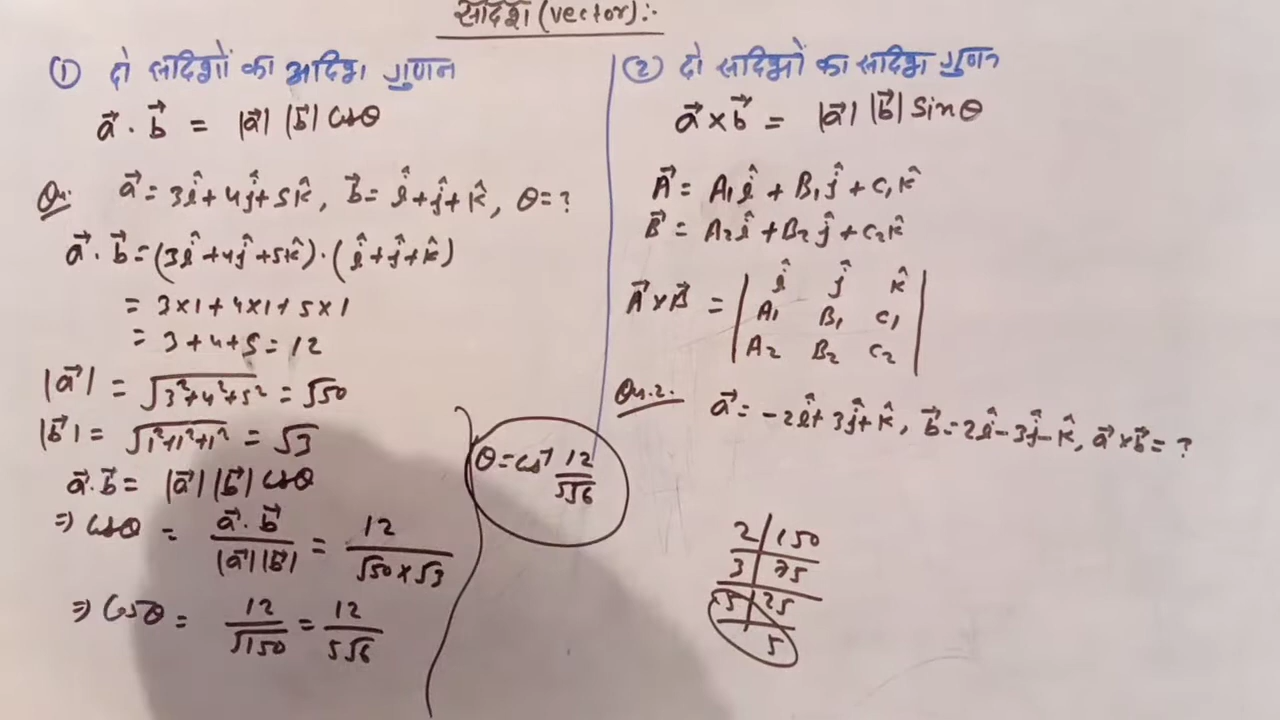 सदिश (vector):-
① दो सदिशों का अदिश गुणन
a⃗ . b⃗ = |a⃗| |b⃗| cosθ
Qn. a⃗ = 3î + 4ĵ + 5k̂, b⃗ = î + ĵ + k̂, θ = ?
a⃗ . b⃗ = (3î + 4ĵ + 5k̂) . (î + ĵ + k̂)
= 3×1 + 4×1 + 5×1
= 3 + 4 + 5 = 12
|a⃗| = √3²+4²+5² = √50
|b⃗| = √1²+1²+1² = √3
a⃗ . b⃗ = |a⃗| |b⃗| cosθ
⇒ cosθ = a⃗ . b⃗ / |a⃗| |b⃗| = 12 / √50 × √3
⇒ cosθ = 12 / √150 = 12 / 5√6
θ = cos⁻¹ 12 / 5√6
② दो सदिशों का सदिश गुणन
a⃗ × b⃗ = |a⃗| |b⃗| sinθ
A⃗ = A₁î + B₁ĵ + C₁k̂
B⃗ = A₂î + B₂ĵ + C₂k̂
A⃗ × B⃗ = | î ĵ k̂ |
A₁ B₁ C₁
A₂ B₂ C₂
Qn.2. a⃗ = -2î + 3ĵ + k̂, b⃗ = 2î - 3ĵ - k̂, a⃗ × b⃗ = ?
2 | 150
3 | 75
5 | 25
5